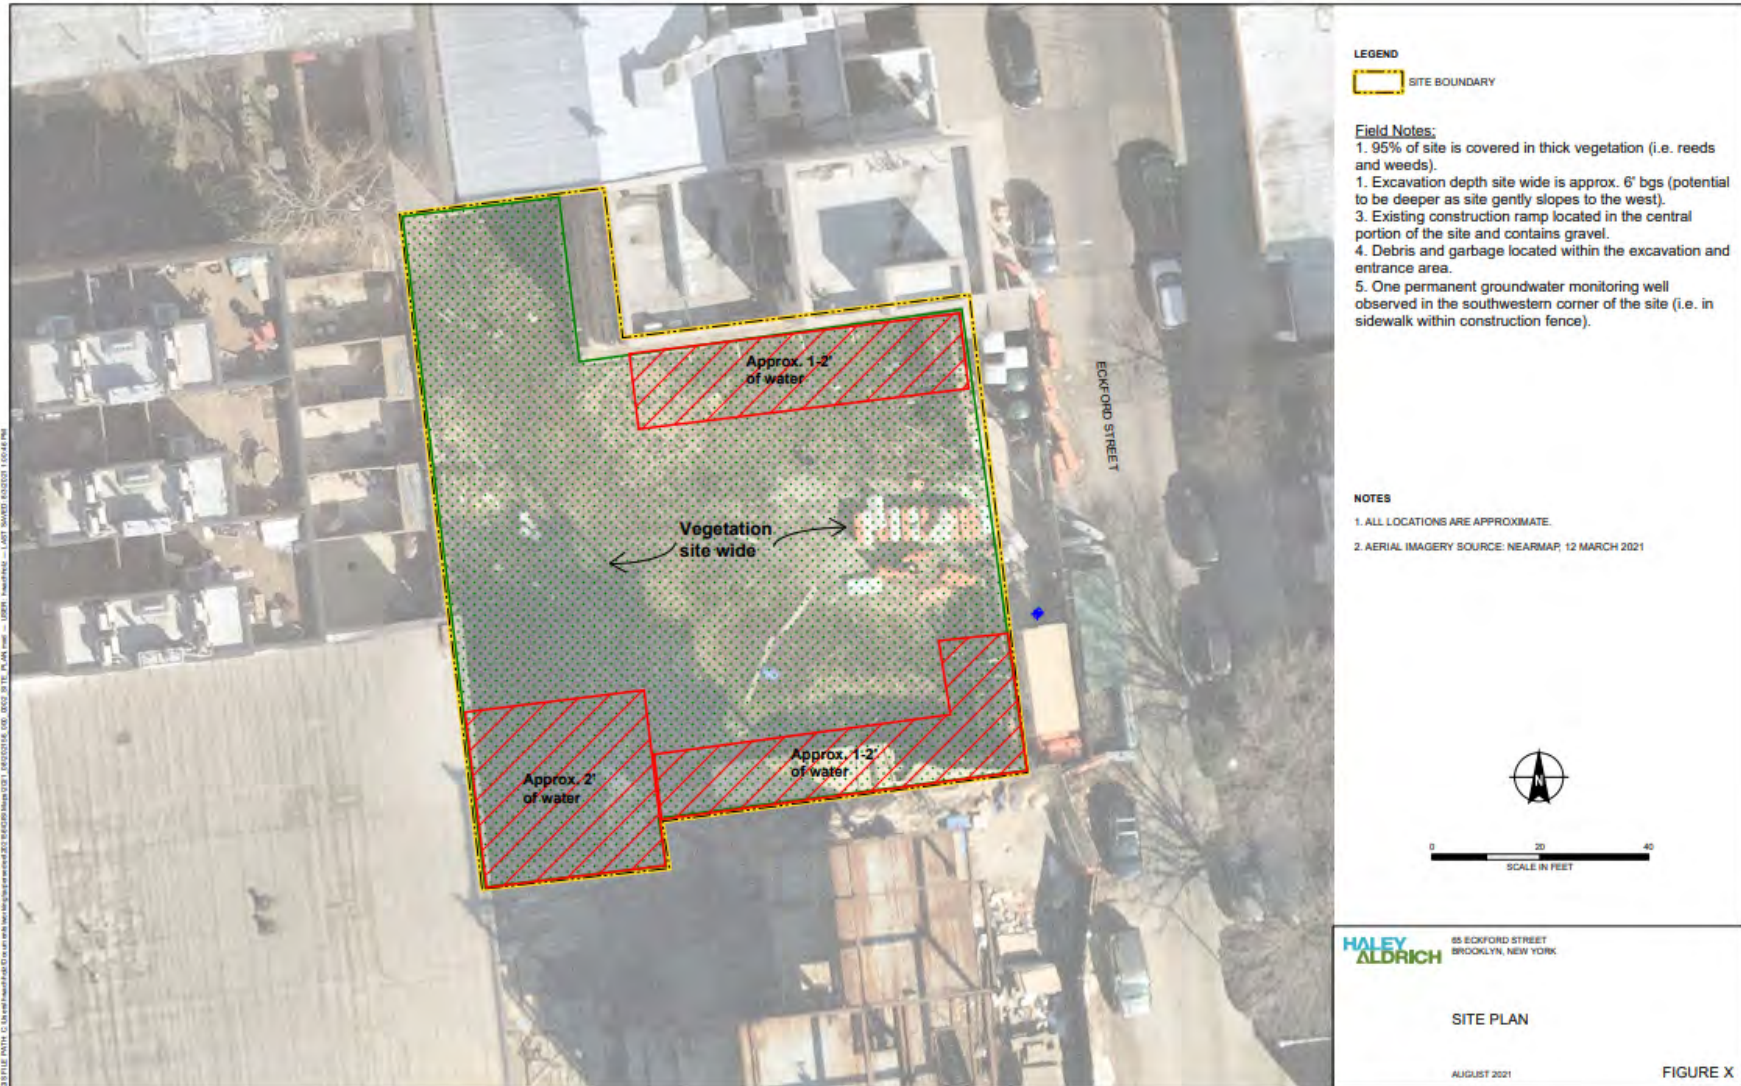 LEGEND
SITE BOUNDARY
Field Notes:
1. 95% of site is covered in thick vegetation (i.e. reeds
and weeds).
1. Excavation depth site wide is approx. 6' bgs (potential
to be deeper as site gently slopes to the west).
3. Existing construction ramp located in the central
portion of the site and contains gravel.
4. Debris and garbage located within the excavation and
entrance area.
5. One permanent groundwater monitoring well
observed in the southwestern corner of the site (i.e. in
sidewalk within construction fence).
Approx. 1-2'
of water
ECKFORD STREET
Vegetation
site wide
Approx. 2'
of water
Approx. 1-2'
of water
NOTES
1. ALL LOCATIONS ARE APPROXIMATE.
2. AERIAL IMAGERY SOURCE: NEARMAP, 12 MARCH 2021
N
0 20 40
SCALE IN FEET
HALEY
ALDRICH
65 ECKFORD STREET
BROOKLYN, NEW YORK
SITE PLAN
AUGUST 2021
FIGURE X